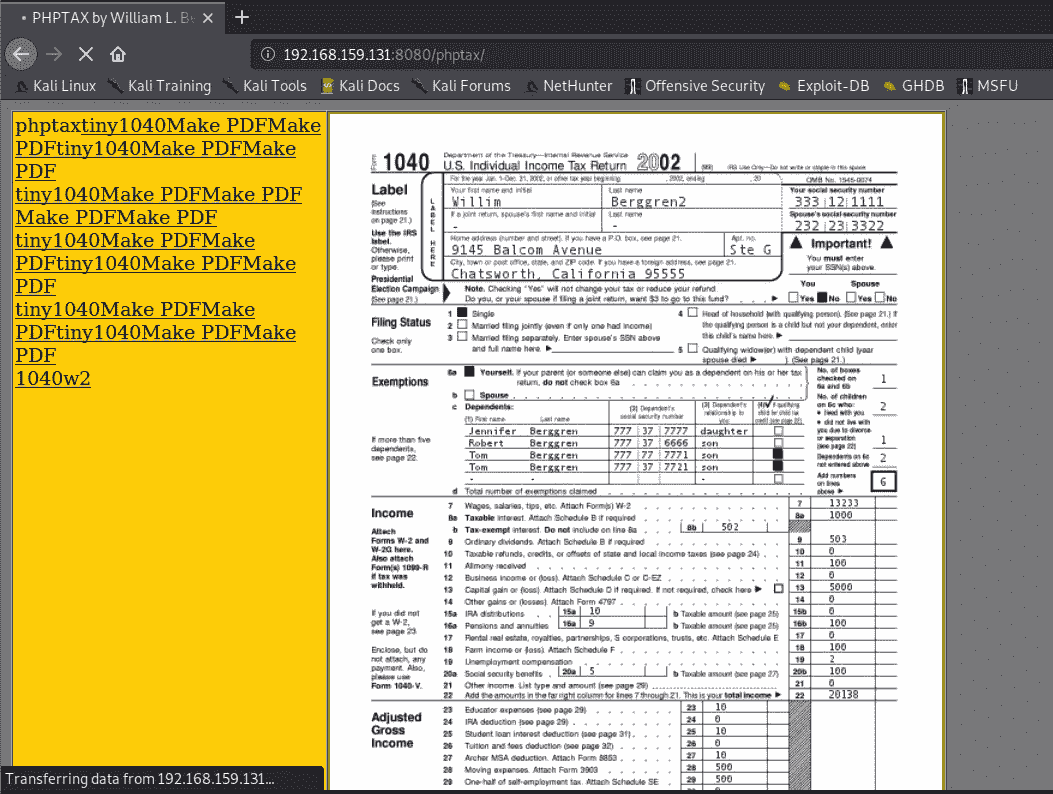 PHPTAX by William L. Be
192.168.159.131:8080/phptax/
Kali Linux Kali Training Kali Tools Kali Docs Kali Forums NetHunter Offensive Security Exploit-DB GHDB MSFU
phptaxtiny1040Make PDFMake
PDFtiny1040Make PDFMake
PDF
tiny1040Make PDFMake PDF
Make PDFMake PDF
tiny1040Make PDFMake
PDFtiny1040Make PDFMake
PDF
tiny1040Make PDFMake
PDFtiny1040Make PDFMake
PDF
1040w2
Transferring data from 192.168.159.131...
Form 1040 Department of the Treasury—Internal Revenue Service
U.S. Individual Income Tax Return 2002 (99) IRS Use Only—Do not write or staple in this space.
For the year Jan. 1-Dec. 31, 2002, or other tax year beginning , 2002, ending , 20 OMB No. 1545-0074
Label
(See
instructions
on page 21.)
Use the IRS
label.
Otherwise,
please print
or type.
LABEL HERE
Your first name and initial Last name Your social security number
Willim Berggren2 333 12 1111
If a joint return, spouse's first name and initial Last name Spouse's social security number
- - 232 23 3322
Home address (number and street). If you have a P.O. box, see page 21. Apt. no.
9145 Balcom Avenue Ste G
City, town or post office, state, and ZIP code. If you have a foreign address, see page 21.
Chatsworth, California 95555
Important!
You must enter
your SSN(s) above.
Presidential
Election Campaign
(See page 21.)
Note. Checking "Yes" will not change your tax or reduce your refund.
Do you, or your spouse if filing a joint return, want $3 to go to this fund?
You Spouse
Yes No Yes No
Filing Status
Check only
one box.
1 Single
2 Married filing jointly (even if only one had income)
3 Married filing separately. Enter spouse's SSN above
and full name here.
4 Head of household (with qualifying person). (See page 21.) If
the qualifying person is a child but not your dependent, enter
this child's name here.
5 Qualifying widow(er) with dependent child (year
spouse died ). (See page 21.)
Exemptions
6a Yourself. If your parent (or someone else) can claim you as a dependent on his or her tax
return, do not check box 6a
b Spouse
c Dependents:
(1) First name Last name
(2) Dependent's
social security number
(3) Dependent's
relationship to
you
(4) if qualifying
child for child tax
credit (see page 22)
Jennifer Berggren 777 37 7777 daughter
Robert Berggren 777 37 6666 son
Tom Berggren 777 77 7771 son
Tom Berggren 777 37 7721 son
- - -
If more than five
dependents,
see page 22.
d Total number of exemptions claimed
No. of boxes
checked on
6a and 6b 1
No. of children
on 6c who:
• lived with you 2
• did not live with
you due to divorce
or separation
(see page 22) 1
Dependents on 6c
not entered above 2
Add numbers
on lines
above 6
Income
Attach
Forms W-2 and
W-2G here.
Also attach
Form(s) 1099-R
if tax was
withheld.
If you did not
get a W-2,
see page 23.
Enclose, but do
not attach, any
payment. Also,
please use
Form 1040-V.
7 Wages, salaries, tips, etc. Attach Form(s) W-2 7 13233
8a Taxable interest. Attach Schedule B if required 8a 1000
b Tax-exempt interest. Do not include on line 8a 8b 502
9 Ordinary dividends. Attach Schedule B if required 9 503
10 Taxable refunds, credits, or offsets of state and local income taxes (see page 24) 10 0
11 Alimony received 11 100
12 Business income or (loss). Attach Schedule C or C-EZ 12 0
13 Capital gain or (loss). Attach Schedule D if required. If not required, check here 13 5000
14 Other gains or (losses). Attach Form 4797 14 0
15a IRA distributions 15a 10 b Taxable amount (see page 25) 15b 0
16a Pensions and annuities 16a 9 b Taxable amount (see page 25) 16b 100
17 Rental real estate, royalties, partnerships, S corporations, trusts, etc. Attach Schedule E 17 0
18 Farm income or (loss). Attach Schedule F 18 100
19 Unemployment compensation 19 2
20a Social security benefits 20a 5 b Taxable amount (see page 27) 20b 100
21 Other income. List type and amount (see page 29) 21 0
22 Add the amounts in the far right column for lines 7 through 21. This is your total income 22 20138
Adjusted
Gross
Income
23 Educator expenses (see page 29) 23 10
24 IRA deduction (see page 29) 24 0
25 Student loan interest deduction (see page 31) 25 10
26 Tuition and fees deduction (see page 32) 26 0
27 Archer MSA deduction. Attach Form 8853 27 10
28 Moving expenses. Attach Form 3903 28 500
29 One-half of self-employment tax. Attach Schedule SE 29 500